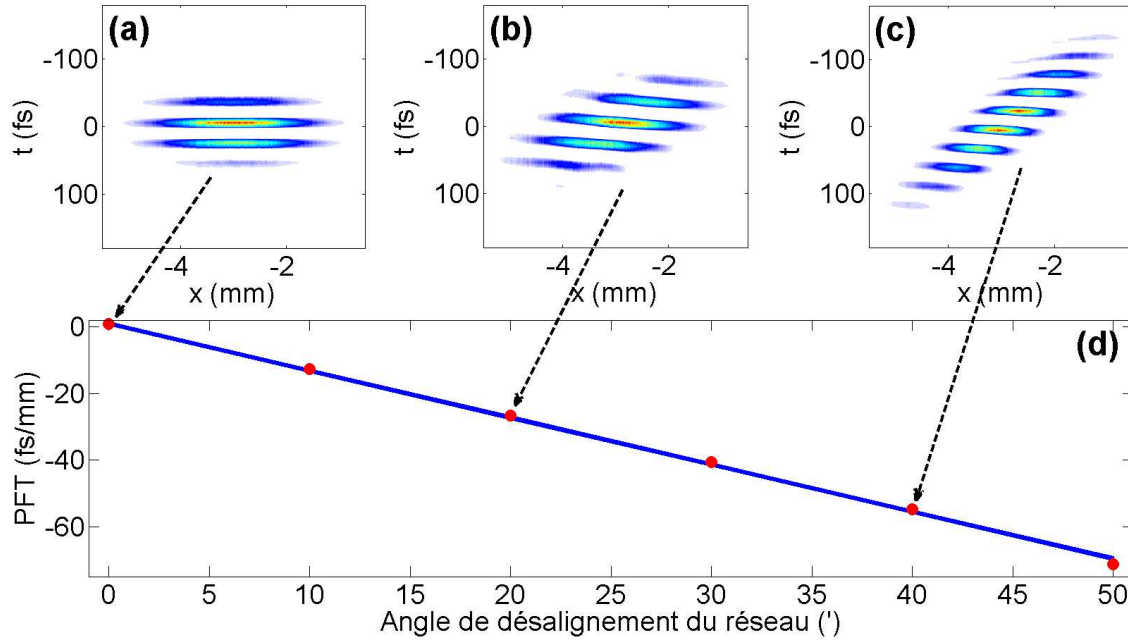 (a)
-100
0
100
t (fs)
-4
-2
x (mm)
(b)
-100
0
100
t (fs)
-4
-2
x (mm)
(c)
-100
0
100
t (fs)
-4
-2
x (mm)
(d)
0
-20
-40
-60
PFT (fs/mm)
0 5 10 15 20 25 30 35 40 45 50
Angle de désalignement du réseau (')